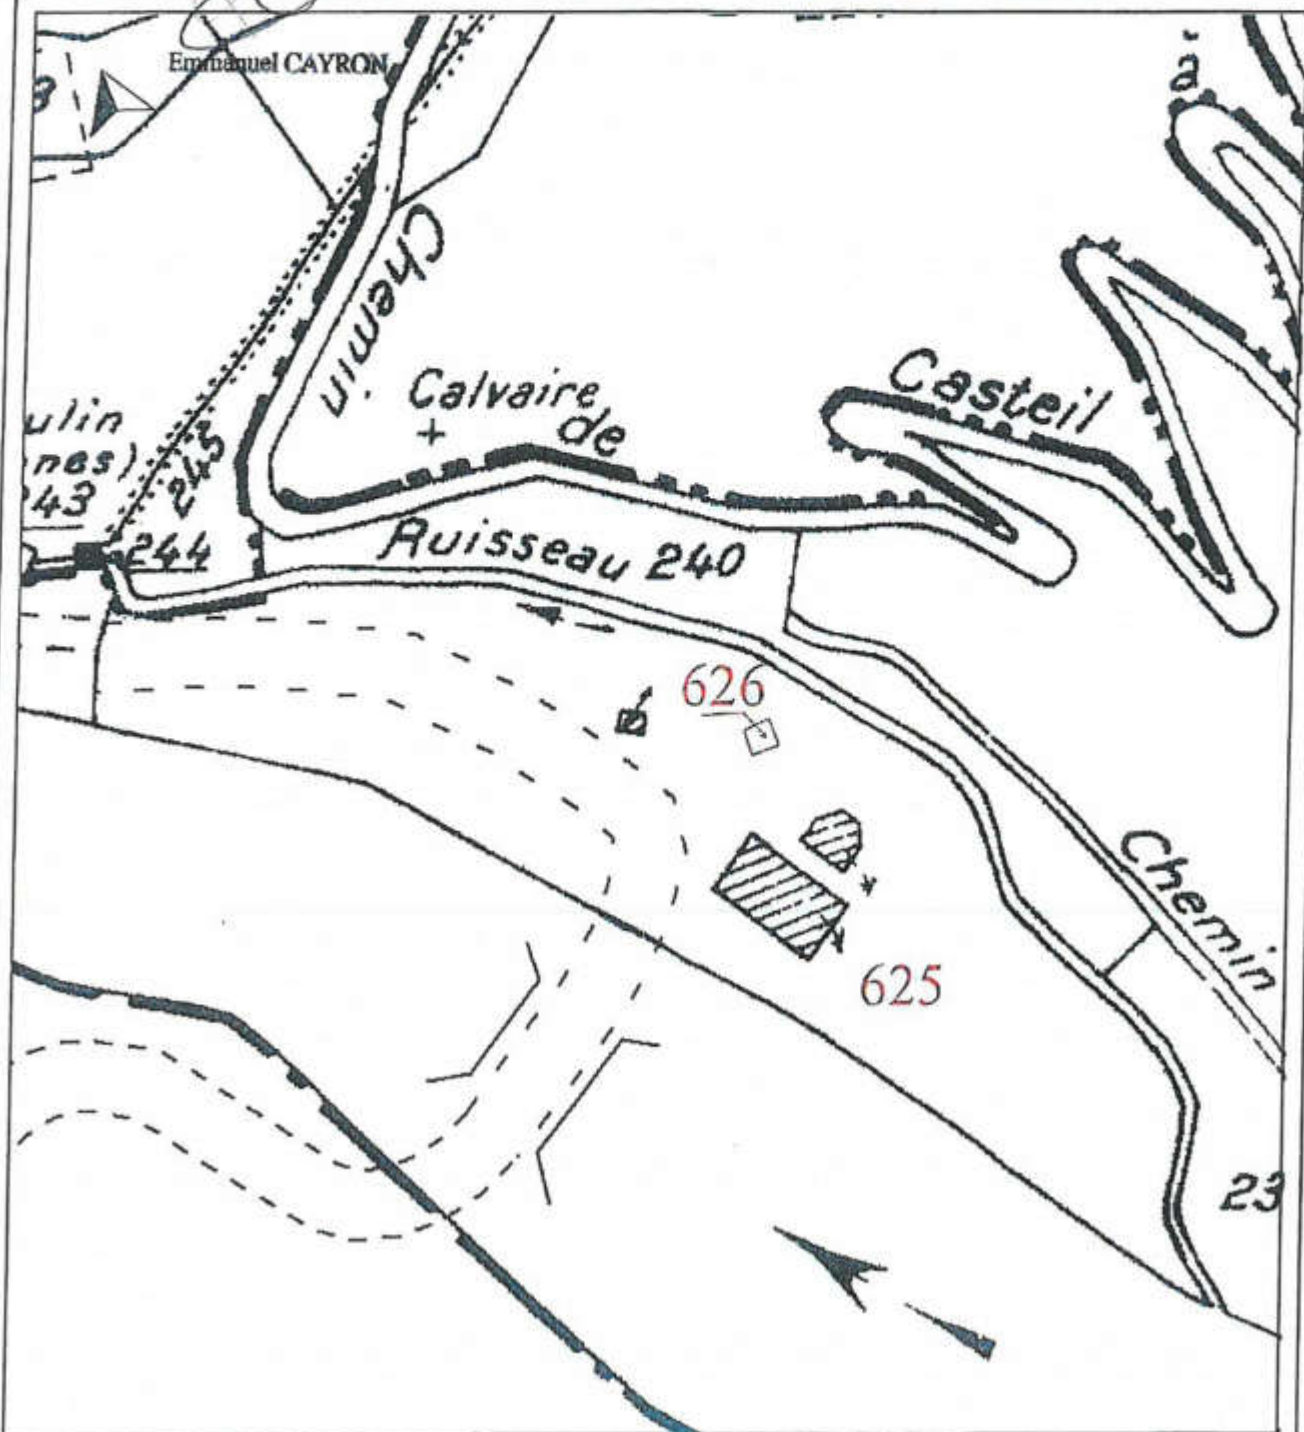 Emmanuel CAYRON
Chemin
Calvaire
de
Casteil
ulin
nes)
243
245
244
Ruisseau 240
626
625
Chemin
23